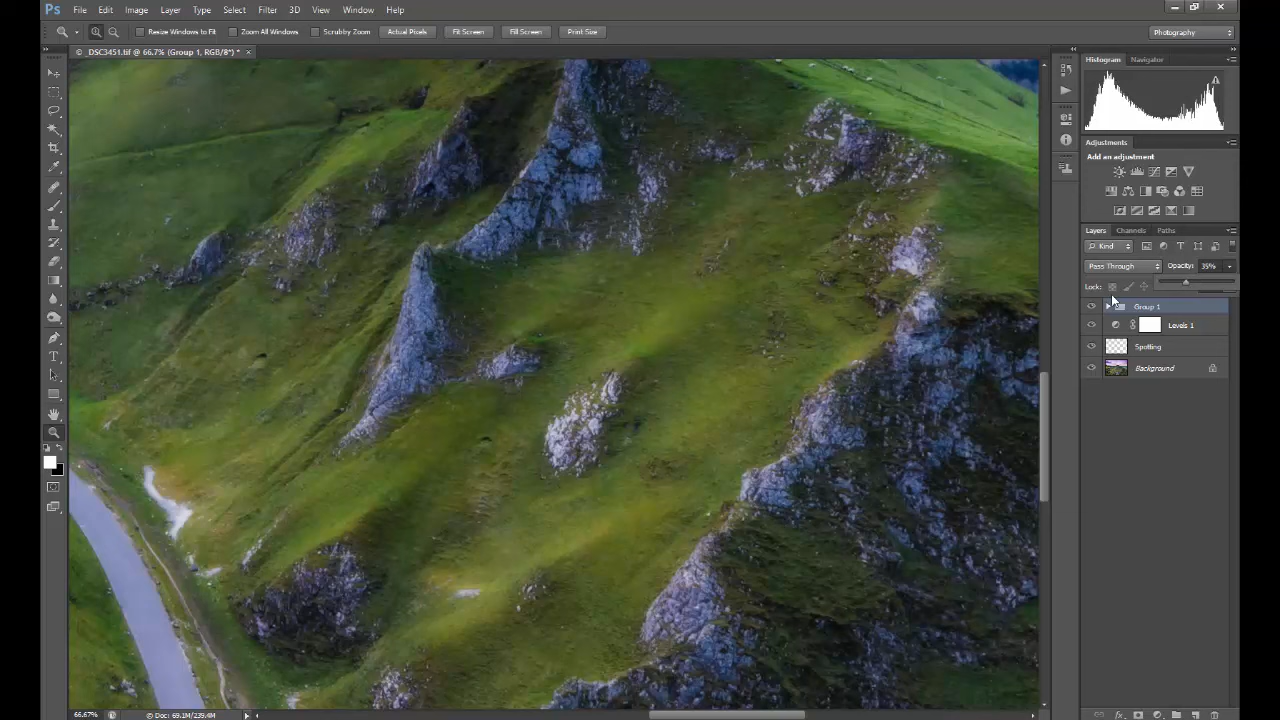 Ps File Edit Image Layer Type Select Filter 3D View Window Help
Resize Windows to Fit Zoom All Windows Scrubby Zoom Actual Pixels Fit Screen Fill Screen Print Size Photography
© _DSC3451.tif @ 66.7% (Group 1, RGB/8*) * ×
Histogram Navigator
Adjustments
Add an adjustment
Layers Channels Paths
Kind
Pass Through Opacity: 35%
Lock:
Group 1
Levels 1
Spotting
Background
66.67% © Doc: 69.1M/239.4M